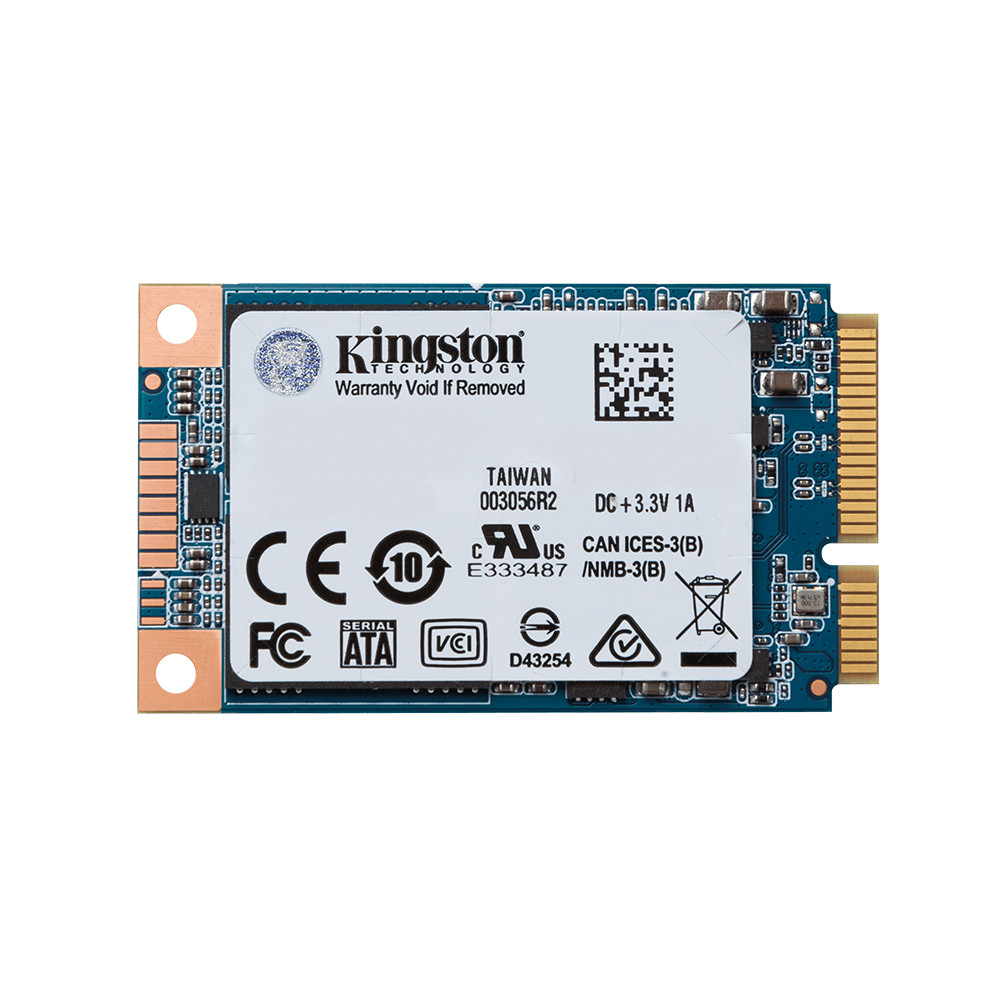 Kingston
TECHNOLOGY
Warranty Void If Removed
TAIWAN
003056R2
DC+3.3V 1A
c RU US ®
E333487
CAN ICES-3(B)
/NMB-3(B)
CE
10
FC
SERIAL
ATA
VCI
D43254